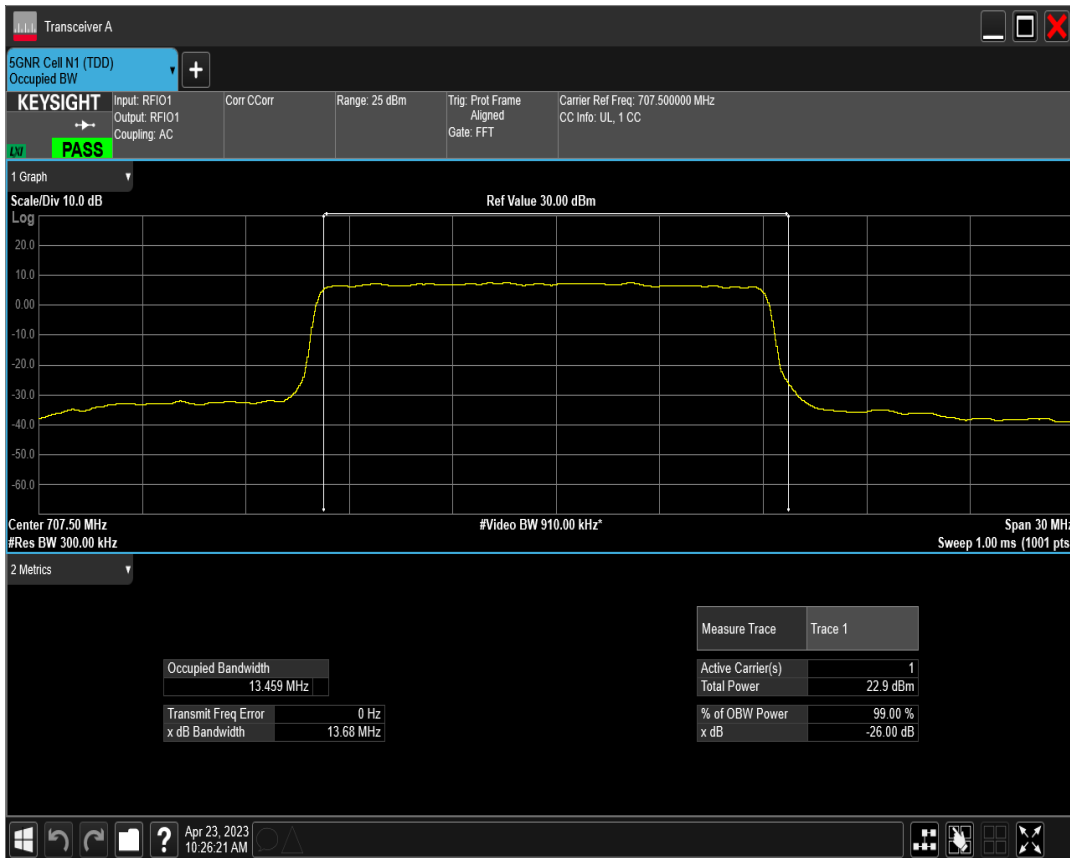 Transceiver A
5GNR Cell N1 (TDD)
Occupied BW
+
KEYSIGHT
LXI
PASS
Input: RFIO1
Output: RFIO1
Coupling: AC
Corr CCorr
Range: 25 dBm
Trig: Prot Frame
Aligned
Gate: FFT
Carrier Ref Freq: 707.500000 MHz
CC Info: UL, 1 CC
1 Graph
Scale/Div 10.0 dB
Ref Value 30.00 dBm
Log
20.0
10.0
0.00
-10.0
-20.0
-30.0
-40.0
-50.0
-60.0
Center 707.50 MHz
#Video BW 910.00 kHz*
Span 30 MHz
#Res BW 300.00 kHz
Sweep 1.00 ms (1001 pts
2 Metrics
Measure Trace Trace 1
Occupied Bandwidth
13.459 MHz
Active Carrier(s) 1
Total Power 22.9 dBm
Transmit Freq Error 0 Hz
x dB Bandwidth 13.68 MHz
% of OBW Power 99.00 %
x dB -26.00 dB
?
Apr 23, 2023
10:26:21 AM